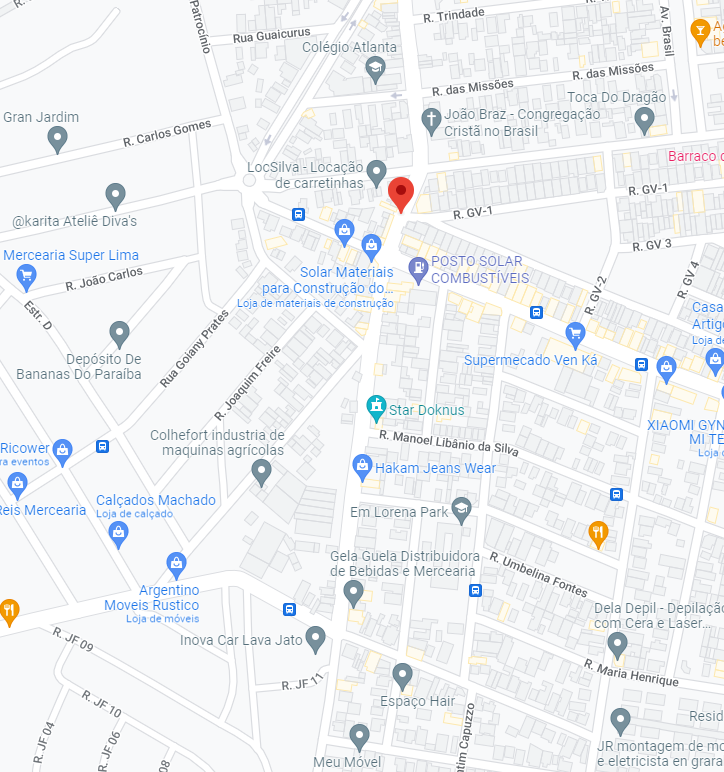 Patrocínio
R. Trindade
Av. Brasil
Rua Guaicurus
Colégio Atlanta
R. das Missões
R. das Missões
Toca Do Dragão
Gran Jardim
R. Carlos Gomes
João Braz - Congregação
Cristã no Brasil
Barraco
LocSilva - Locação
de carretinhas
R. GV-1
R. GV-1
@karita Ateliê Diva's
R. GV 3
Mercearia Super Lima
R. João Carlos
Solar Materiais
para Construção do...
Loja de materiais de construção
POSTO SOLAR
COMBUSTÍVEIS
R. GV-2
R. GV 4
Estr. D
Rua Goiany Prates
Casa
Artig
Loja de
Depósito De
Bananas Do Paraíba
Supermecado Ven Ká
R. Joaquim Freire
Star Doknus
XIAOMI GYN
MI TE
Loja
Colhefort industria de
maquinas agrícolas
R. Manoel Libânio da Silva
Ricower
ra eventos
Hakam Jeans Wear
Reis Mercearia
Calçados Machado
Loja de calçado
Em Lorena Park
Gela Guela Distribuidora
de Bebidas e Mercearia
R. Umbelina Fontes
Argentino
Moveis Rustico
Loja de móveis
Dela Depil - Depilação
com Cera e Laser...
R. JF 09
Inova Car Lava Jato
R. Maria Henrique
R. JF 11
Espaço Hair
R. JF 10
R. JF 04
R. JF 06
08
tim Capuzzo
Resid
Meu Móvel
JR montagem de mo
e eletricista en grara